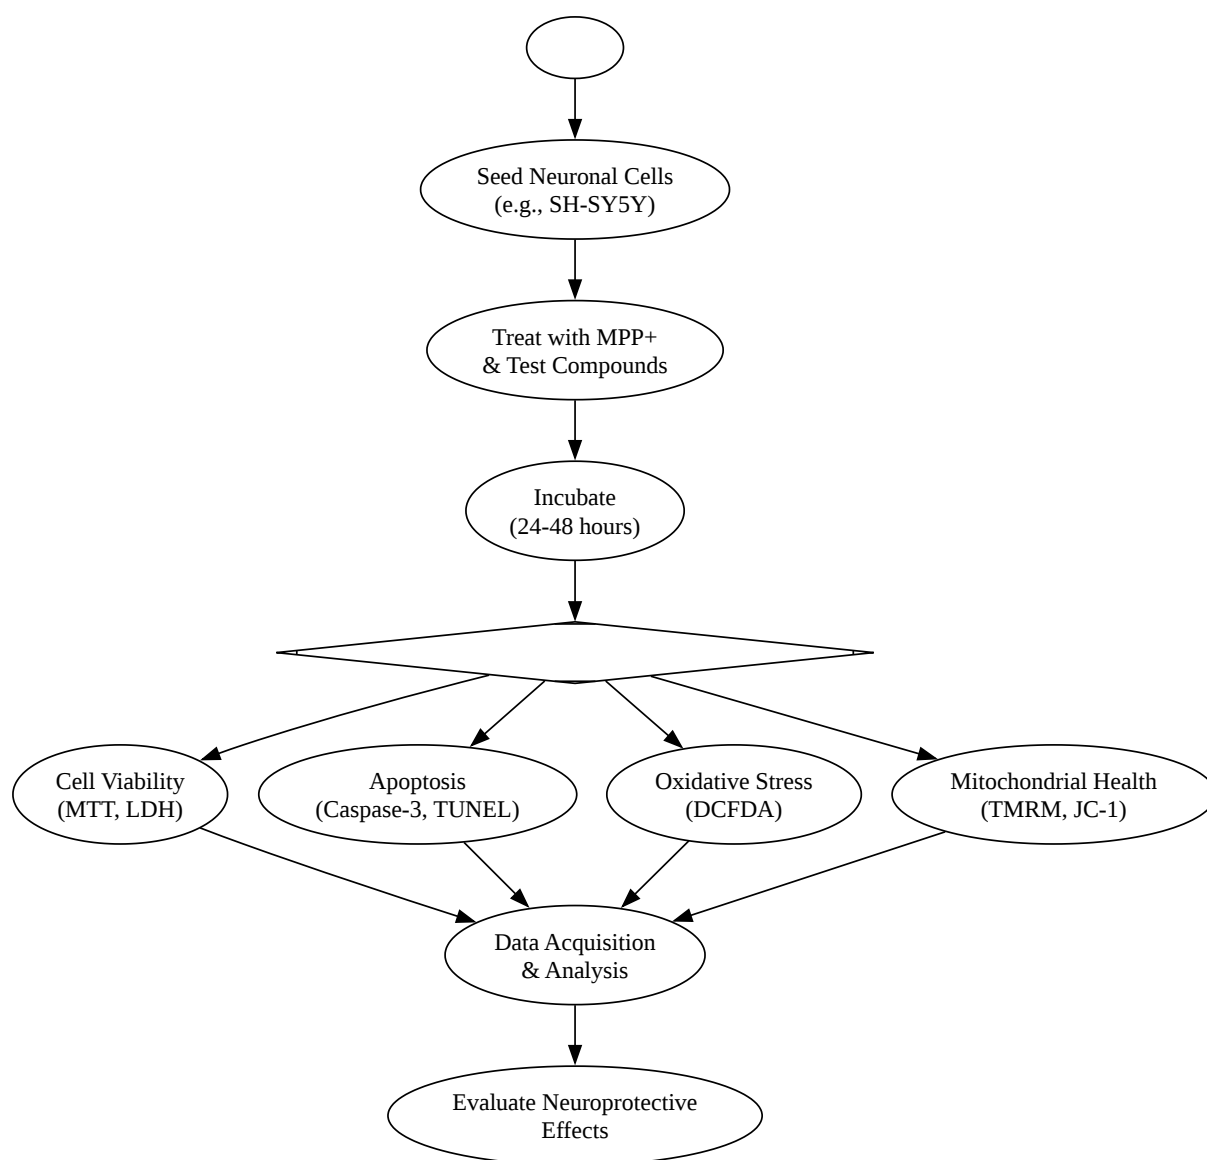 Seed Neuronal Cells
(e.g., SH-SY5Y)
Treat with MPP+
& Test Compounds
Incubate
(24-48 hours)
Cell Viability
(MTT, LDH)
Apoptosis
(Caspase-3, TUNEL)
Oxidative Stress
(DCFDA)
Mitochondrial Health
(TMRM, JC-1)
Data Acquisition
& Analysis
Evaluate Neuroprotective
Effects